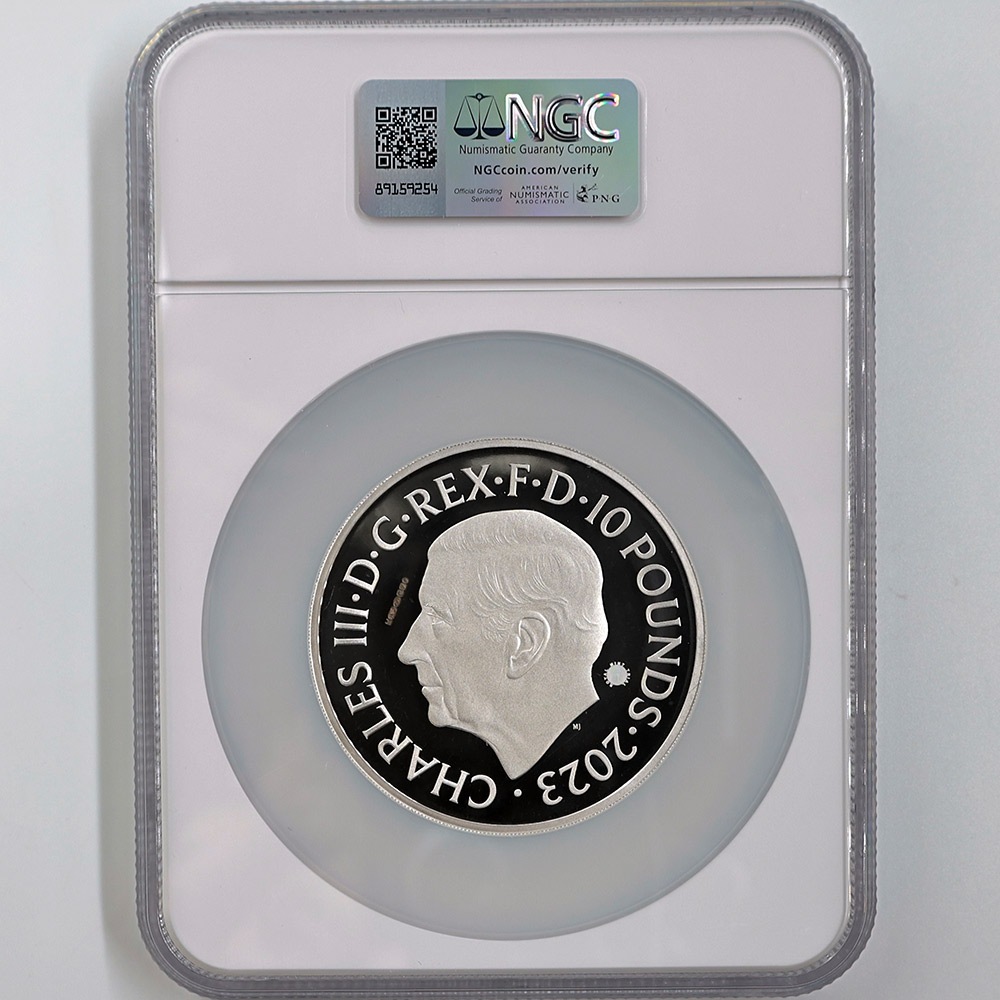 NGC
Numismatic Guaranty Company
NGCcoin.com/verify
89159254
Official Grading
Service of
AMERICAN
NUMISMATIC
ASSOCIATION
PNG
CHARLES III·D·G·REX·F·D·10 POUNDS·2023·
MJ